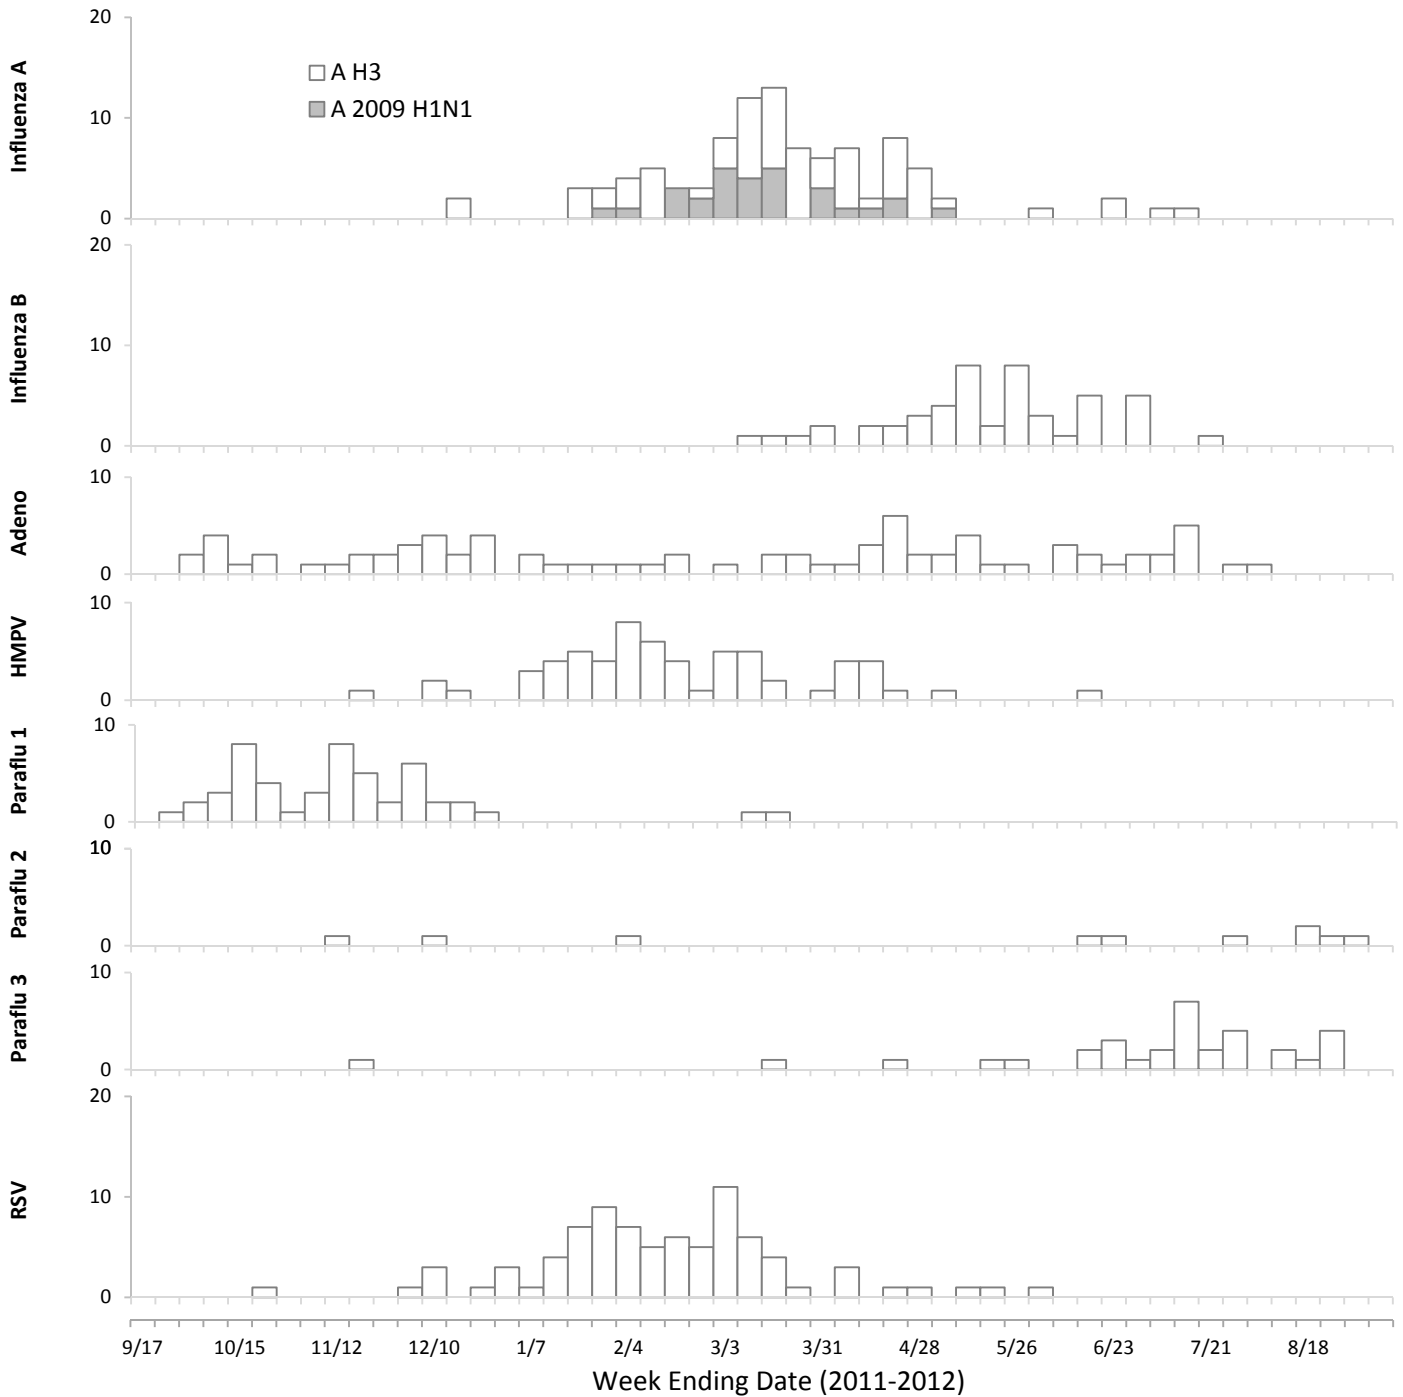 Influenza A
20
10
0
A H3
A 2009 H1N1
Influenza B
20
10
0
Adeno
10
0
HMPV
10
0
Paraflu 1
10
0
Paraflu 2
10
0
Paraflu 3
10
0
RSV
20
10
0
9/17 10/15 11/12 12/10 1/7 2/4 3/3 3/31 4/28 5/26 6/23 7/21 8/18
Week Ending Date (2011-2012)